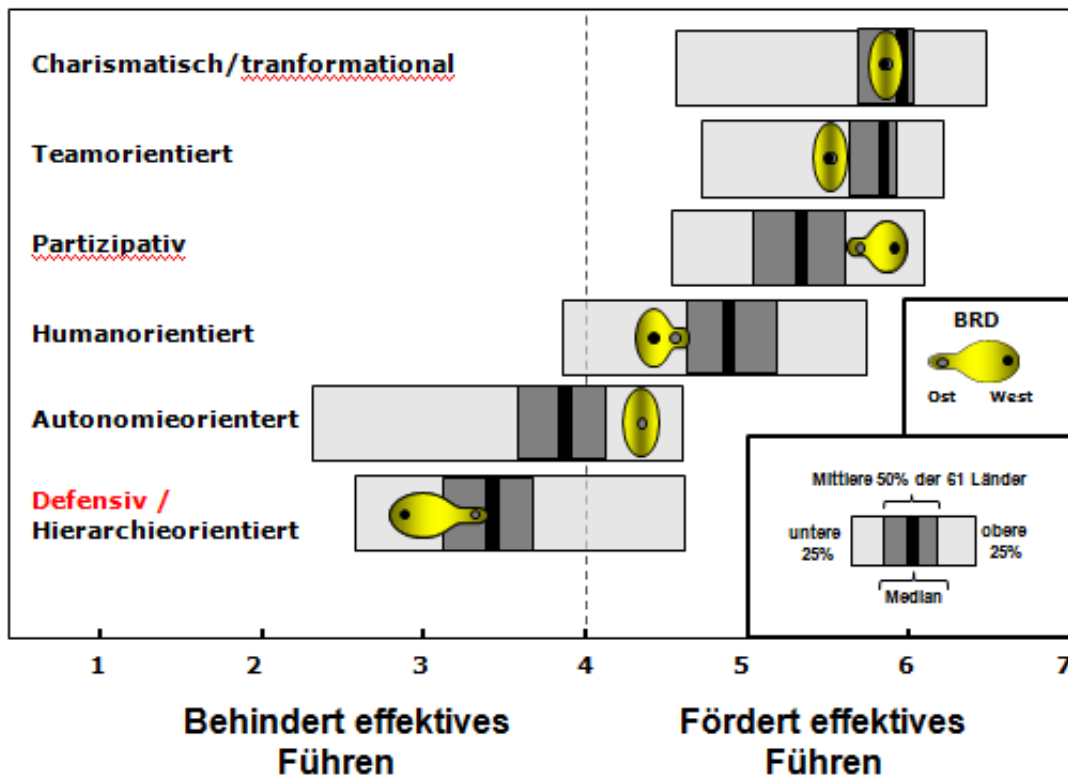 Charismatisch/tranformational
Teamorientiert
Partizipativ
Humanorientiert
Autonomieorientert
Defensiv /
Hierarchieorientiert
BRD
Ost West
Mittlere 50% der 61 Länder
untere
25%
obere
25%
Median
1 2 3 4 5 6 7
Behindert effektives
Führen
Fördert effektives
Führen